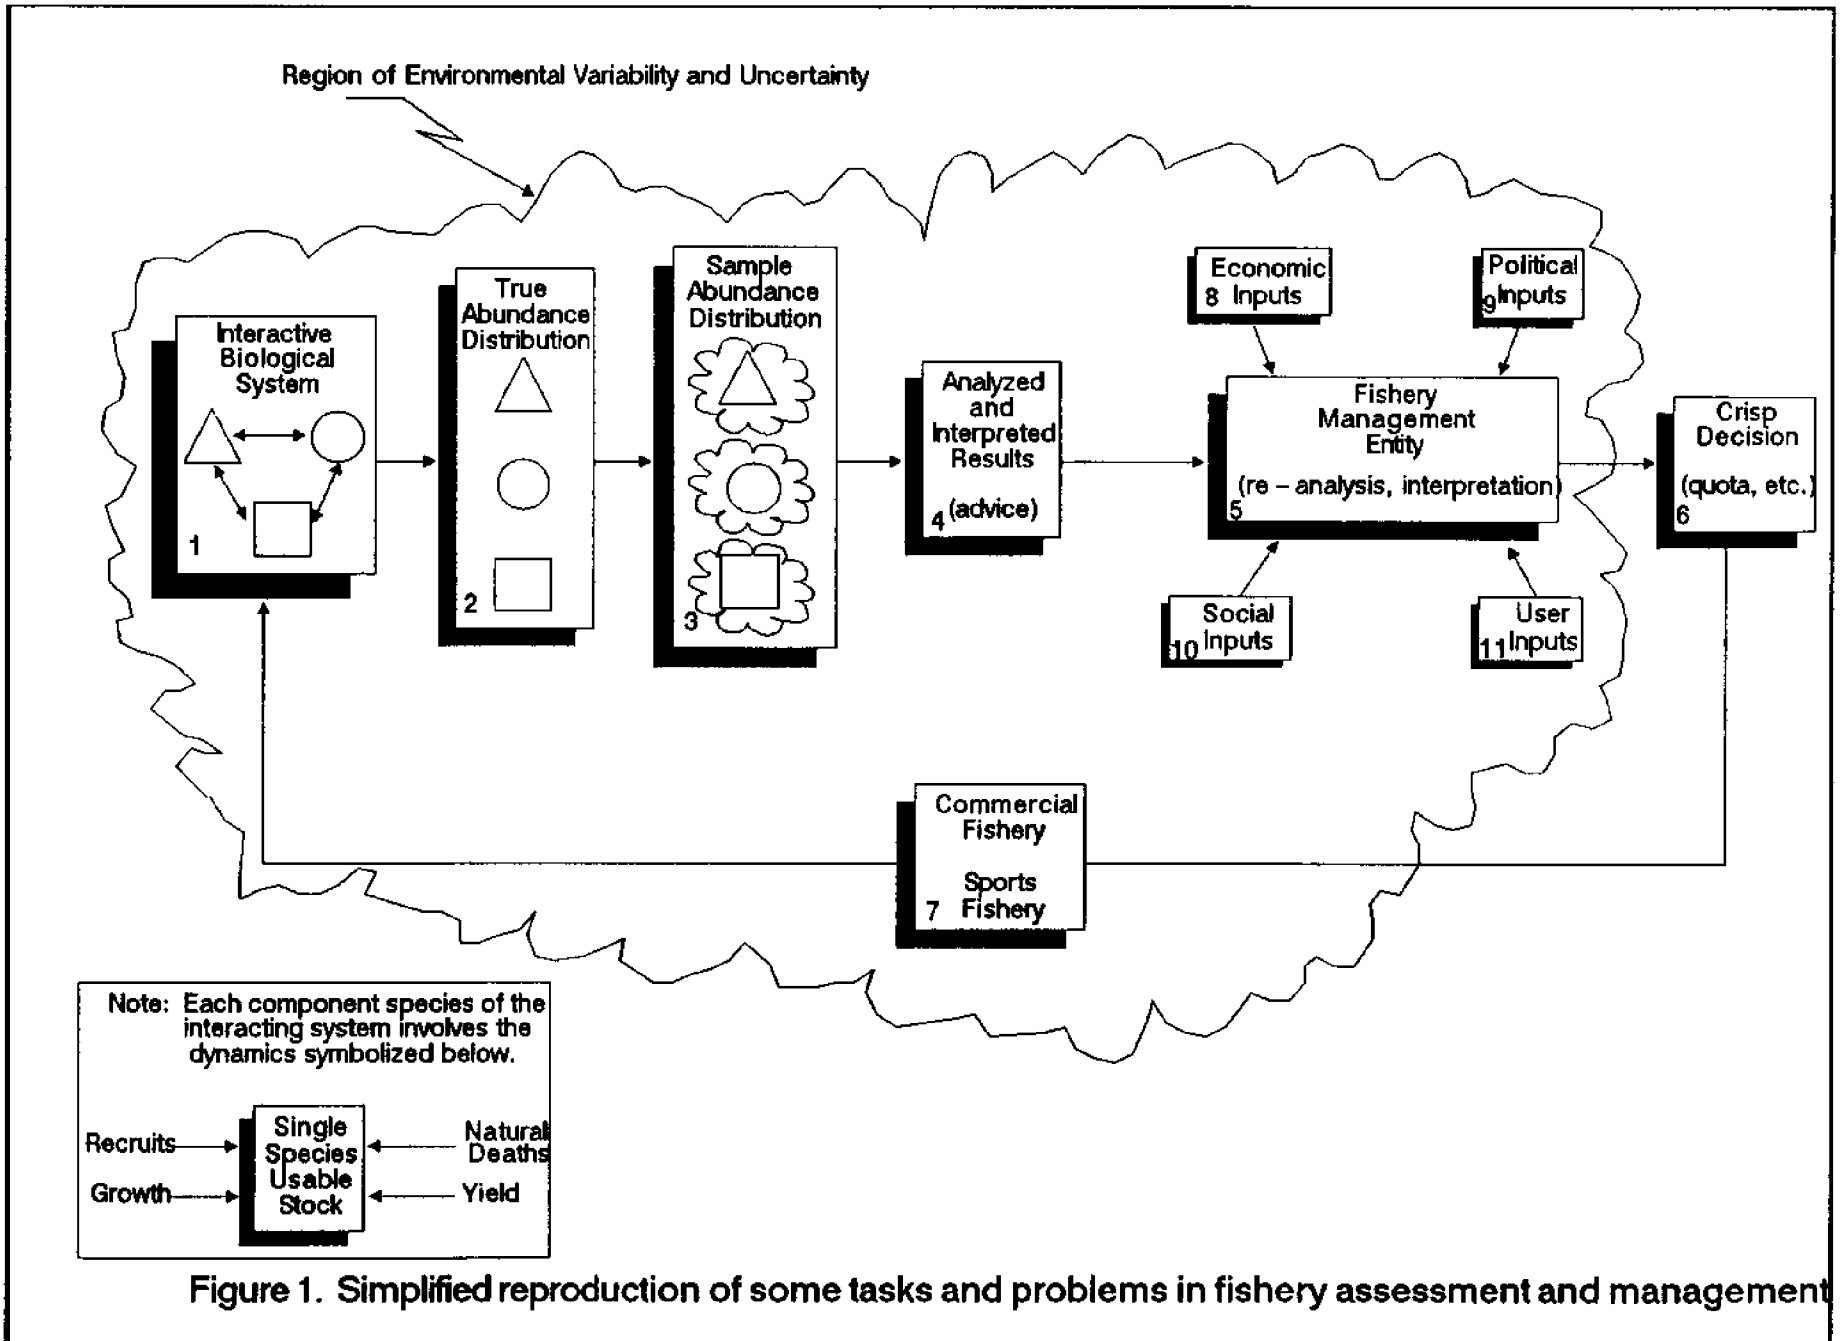 Region of Environmental Variability and Uncertainty
Interactive
Biological
System
1
True
Abundance
Distribution
2
Sample
Abundance
Distribution
3
Analyzed
and
Interpreted
Results
4 (advice)
Economic
8 Inputs
Political
9 Inputs
Fishery
Management
Entity
(re – analysis, interpretation)
5
Social
10 Inputs
User
11 Inputs
Crisp
Decision
(quota, etc.)
6
Commercial
Fishery
Sports
7 Fishery
Note: Each component species of the
interacting system involves the
dynamics symbolized below.
Recruits
Growth
Single
Species
Usable
Stock
Natural
Deaths
Yield
Figure 1. Simplified reproduction of some tasks and problems in fishery assessment and management